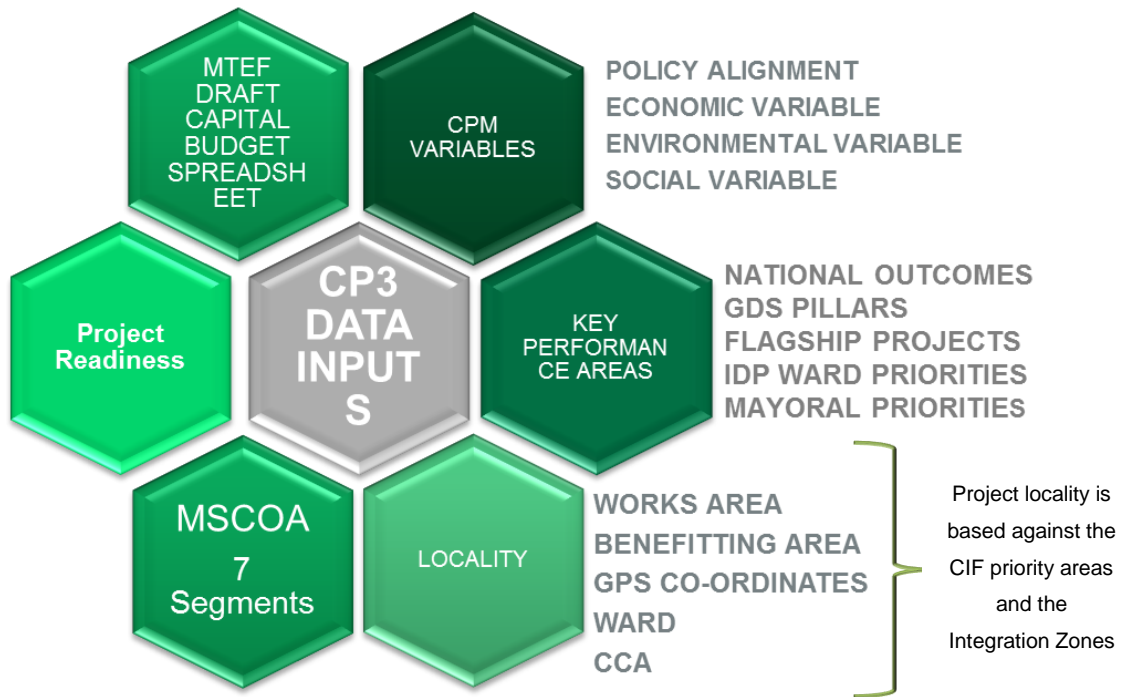 MTEF
DRAFT
CAPITAL
BUDGET
SPREADSH
EET
CPM
VARIABLES
POLICY ALIGNMENT
ECONOMIC VARIABLE
ENVIRONMENTAL VARIABLE
SOCIAL VARIABLE
Project
Readiness
CP3
DATA
INPUT
S
KEY
PERFORMAN
CE AREAS
NATIONAL OUTCOMES
GDS PILLARS
FLAGSHIP PROJECTS
IDP WARD PRIORITIES
MAYORAL PRIORITIES
MSCOA
7
Segments
LOCALITY
WORKS AREA
BENEFITTING AREA
GPS CO-ORDINATES
WARD
CCA
Project locality is
based against the
CIF priority areas
and the
Integration Zones